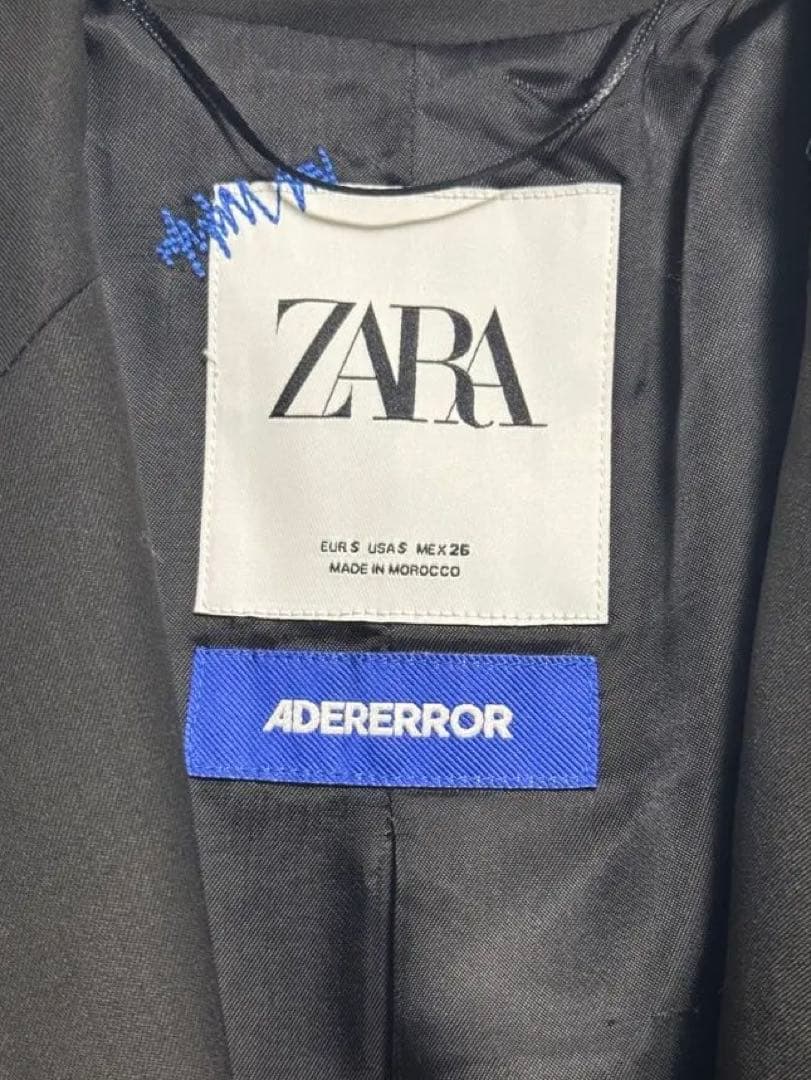 ZARA
EUR S USA S MEX 26
MADE IN MOROCCO
ADERERROR